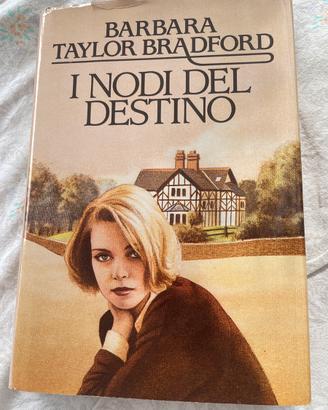 BARBARA
TAYLOR BRADFORD
I NODI DEL
DESTINO